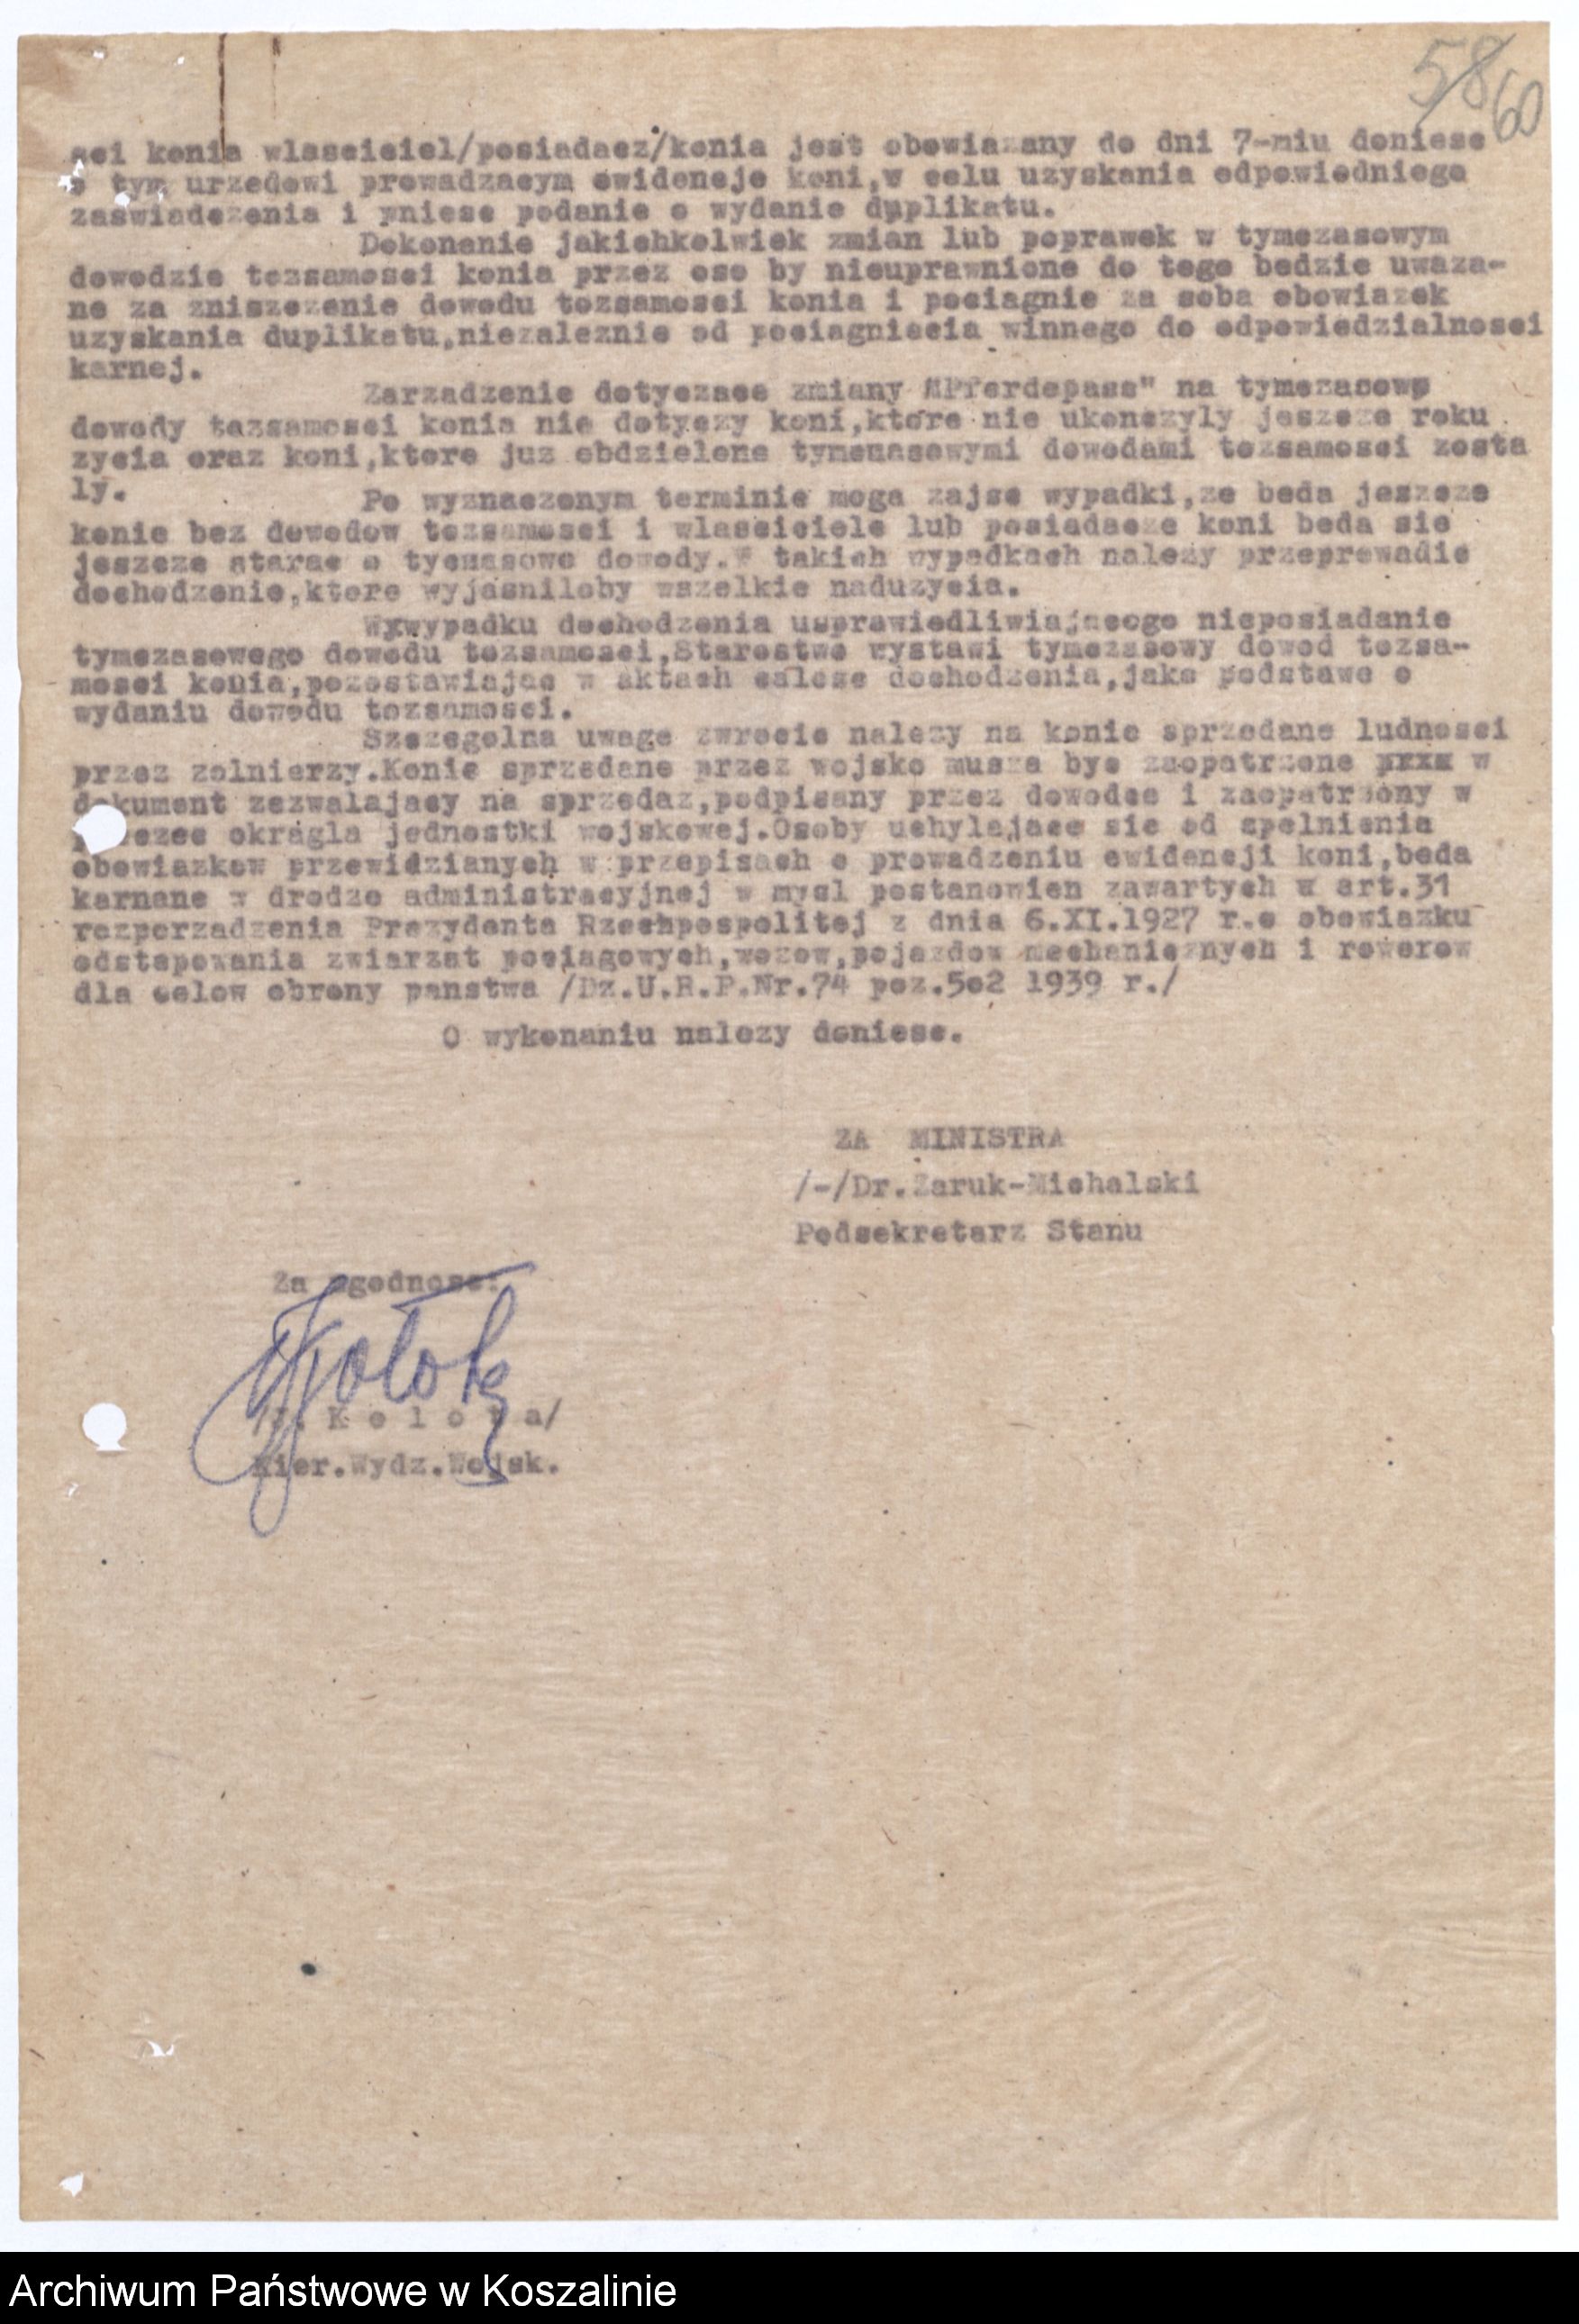 58 60
sci konia wlasciciel/posiadacz/konia jest obowiazany do dni 7-miu doniesc
o tym urzedowi prowadzacym ewidencje koni,w celu uzyskania odpowiedniego
zaswiadczenia i wniesc podanie o wydanie duplikatu.
Dokonanie jakichkolwiek zmian lub poprawek w tymczasowym
dowodzie tozsamosci konia przez oso by nieuprawnione do tego bedzie uwaza-
ne za zniszczenie dowodu tozsamosci konia i pociagnie za soba obowiazek
uzyskania duplikatu,niezaleznie od pociagniecia winnego do odpowiedzialnosci
karnej.
Zarzadzenie dotyczace zmiany "Pferdepass" na tymczasowe
dowody tozsamosci konia nie dotyczy koni,ktore nie ukonczyly jeszcze roku
zycia oraz koni,ktore juz obdzielone tymczasowymi dowodami tozsamosci zosta
ly.
Po wyznaczonym terminie moga zajsc wypadki,ze beda jeszcze
konie bez dowodow tozsamosci i wlasciciele lub posiadacze koni beda sie
jeszcze starac o tycuasowe dowody.W takich wypadkach nalezy przeprowadic
dochodzenie,ktore wyjasniloby wszelkie naduzycia.
Wxwypadku dochodzenia usprawiedliwiajacego nieposiadanie
tymczasowego dowodu tozsamosci,Starostwo wystawi tymczasowy dowod tozsa-
mosci konia,pozostawiajac w aktach calosc dochodzenia,jako podstawe o
wydaniu dowodu tozsamosci.
Szczegolna uwage zwrocic nalezy na konie sprzedane ludnosci
przez zolnierzy.Konie sprzedane przez wojsko musza byc zaopatrzone przx w
dokument zezwalajacy na sprzedaz,podpisany przez dowodce i zaopatrzony w
pieczec okragla jednostki wojskowej.Osoby uchylajace sie od spelnienia
obowiazkow przewidzianych w przepisach o prowadzeniu ewidencji koni,beda
karnane w drodze administracyjnej w mysl postanowien zawartych w art.31
rozporzadzenia Prezydenta Rzechpospolitej z dnia 6.XI.1927 r.o obowiazku
odstepowania zwiarzat pociagowych,wozow,pojazdow mechanicznych i rowerow
dla celow obrony panstwa /Dz.U.R.P.Nr.74 poz.5o2 1939 r./
O wykonaniu nalezy doniesc.
ZA MINISTRA
/-/Dr.Zaruk-Michalski
Podsekretarz Stanu
Za zgodnosc:
K o l o t a/
Kier.Wydz.Wojsk.
Archiwum Państwowe w Koszalinie